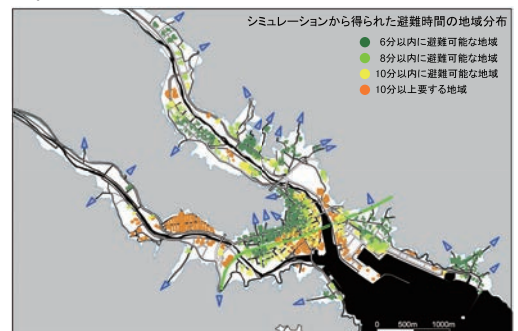 シミュレーションから得られた避難時間の地域分布
6分以内に避難可能な地域
8分以内に避難可能な地域
10分以内に避難可能な地域
10分以上要する地域
0 500m 1000m